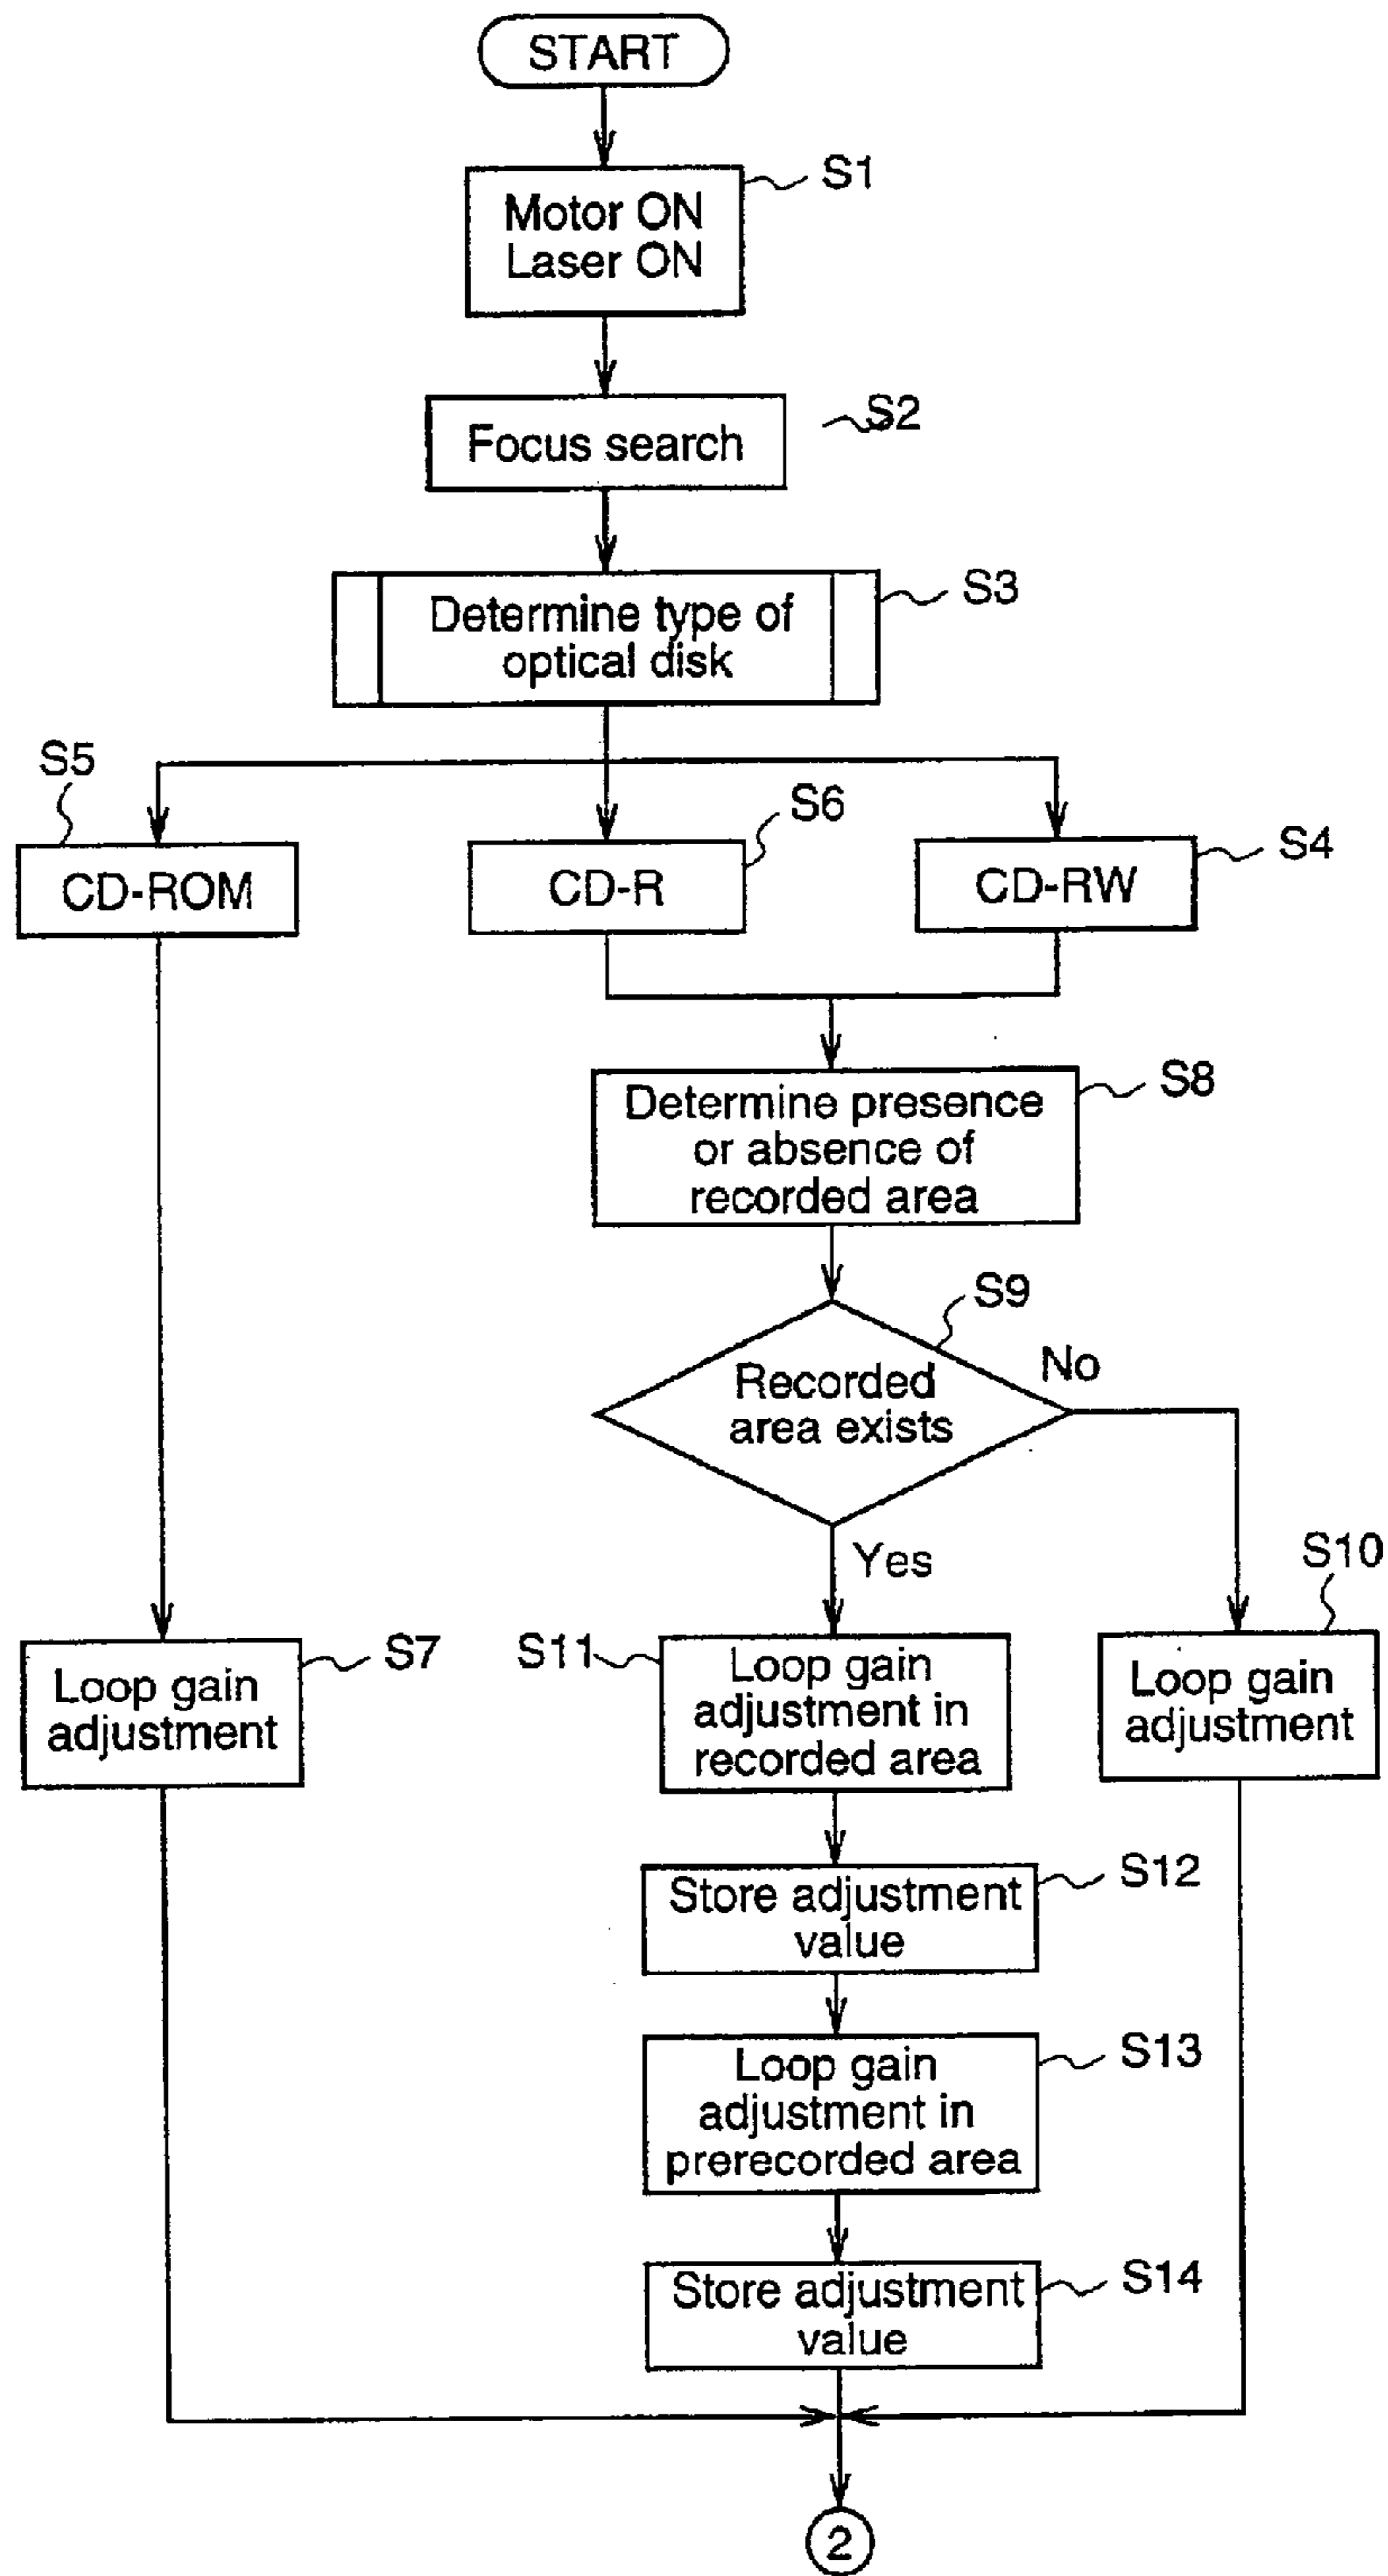 START
S1
Motor ON
Laser ON
S2
Focus search
S3
Determine type of
optical disk
S5
S6
S4
CD-ROM
CD-R
CD-RW
S8
Determine presence
or absence of
recorded area
S9
No
Recorded
area exists
Yes
S10
S7
S11
Loop gain
adjustment
Loop gain
adjustment in
recorded area
Loop gain
adjustment
S12
Store adjustment
value
S13
Loop gain
adjustment in
prerecorded area
S14
Store adjustment
value
2